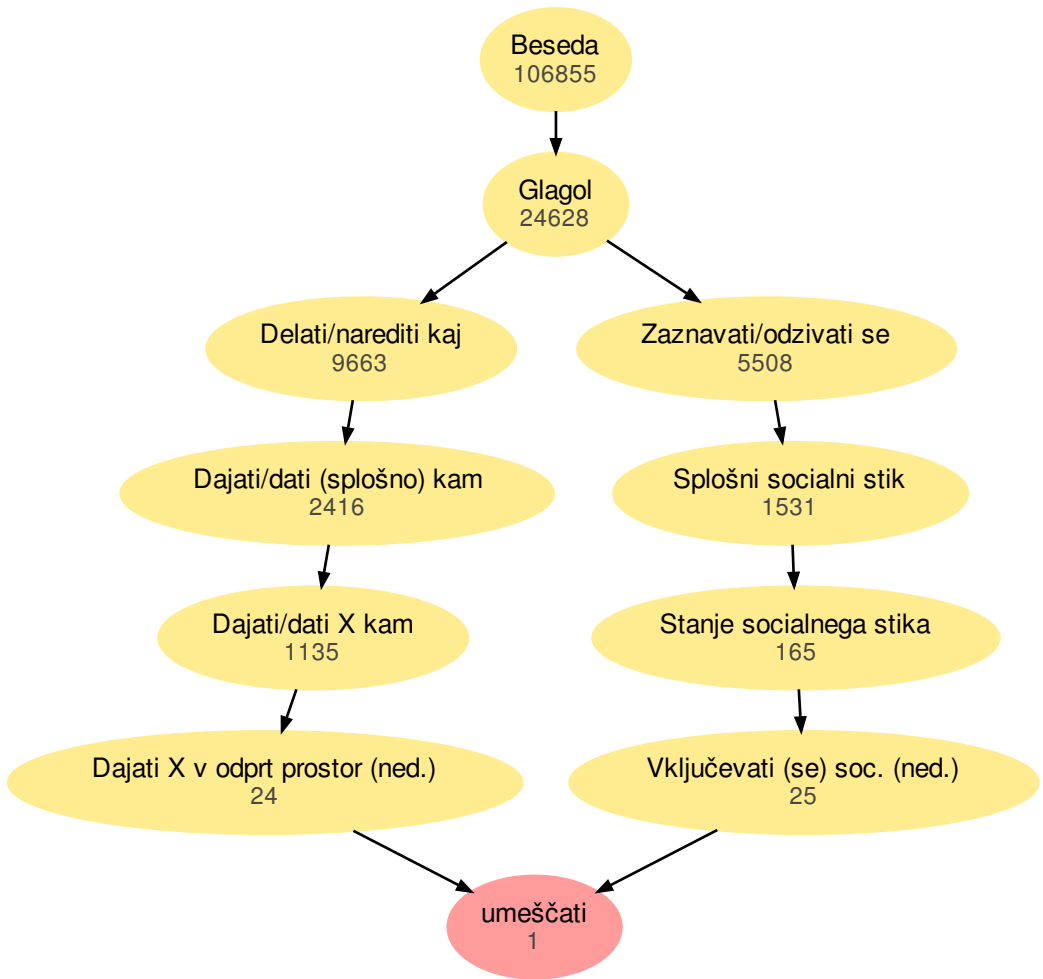 Beseda
106855
Glagol
24628
Delati/narediti kaj
9663
Zaznavati/odzivati se
5508
Dajati/dati (splošno) kam
2416
Splošni socialni stik
1531
Dajati/dati X kam
1135
Stanje socialnega stika
165
Dajati X v odprt prostor (ned.)
24
Vključevati (se) soc. (ned.)
25
umeščati
1